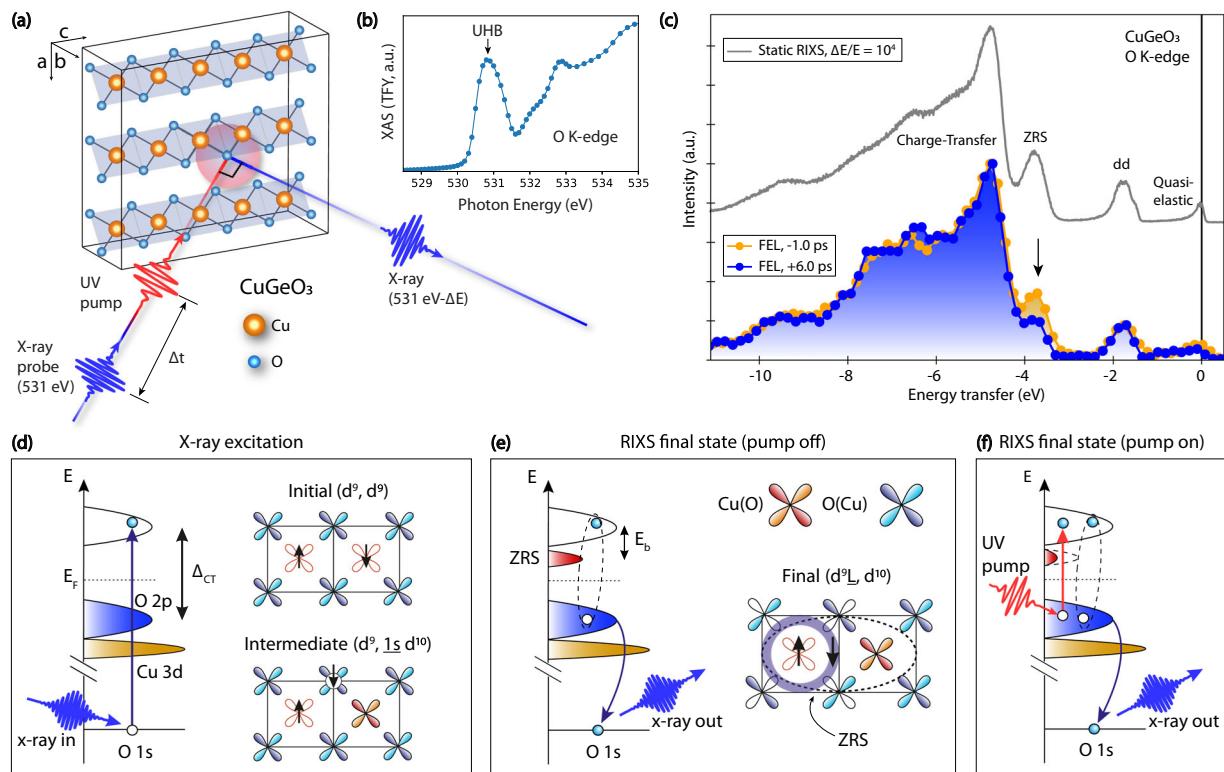 (a)
c
b
a
UV
pump
X-ray
probe
(531 eV)
Δt
CuGeO₃
Cu
O
X-ray
(531 eV-ΔE)
(b)
UHB
XAS (TFY, a.u.)
O K-edge
529 530 531 532 533 534 535
Photon Energy (eV)
(c)
Static RIXS, ΔE/E = 10⁴
CuGeO₃
O K-edge
Charge-Transfer
ZRS
dd
Quasi-
elastic
Intensity (a.u.)
FEL, -1.0 ps
FEL, +6.0 ps
-10 -8 -6 -4 -2 0
Energy transfer (eV)
(d) X-ray excitation
E
E_F
Δ_CT
O 2p
Cu 3d
x-ray in
O 1s
Initial (d⁹, d⁹)
Intermediate (d⁹, 1s d¹⁰)
(e) RIXS final state (pump off)
E
ZRS
E_b
x-ray out
O 1s
Cu(O) O(Cu)
Final (d⁹L, d¹⁰)
ZRS
(f) RIXS final state (pump on)
E
UV
pump
x-ray out
O 1s